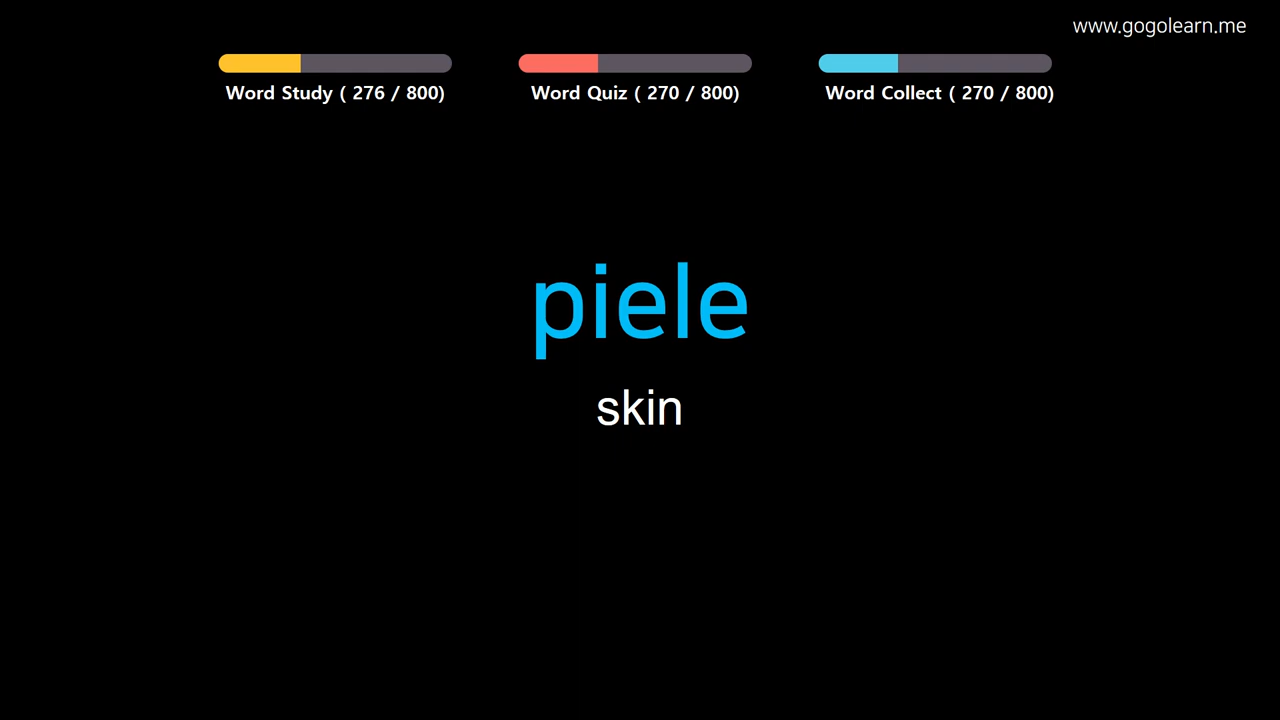 www.gogolearn.me
Word Study ( 276 / 800)
Word Quiz ( 270 / 800)
Word Collect ( 270 / 800)
piele
skin